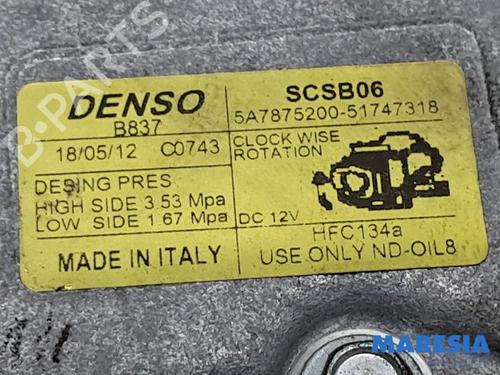 DENSO
B837
18/05/12 C0743
DESING PRES
HIGH SIDE 3.53 Mpa
LOW SIDE 1.67 Mpa
MADE IN ITALY
SCSB06
5A7875200-51747318
CLOCK WISE
ROTATION
DC 12V
HFC134a
USE ONLY ND-OIL8
B-PARTS
MARESIA